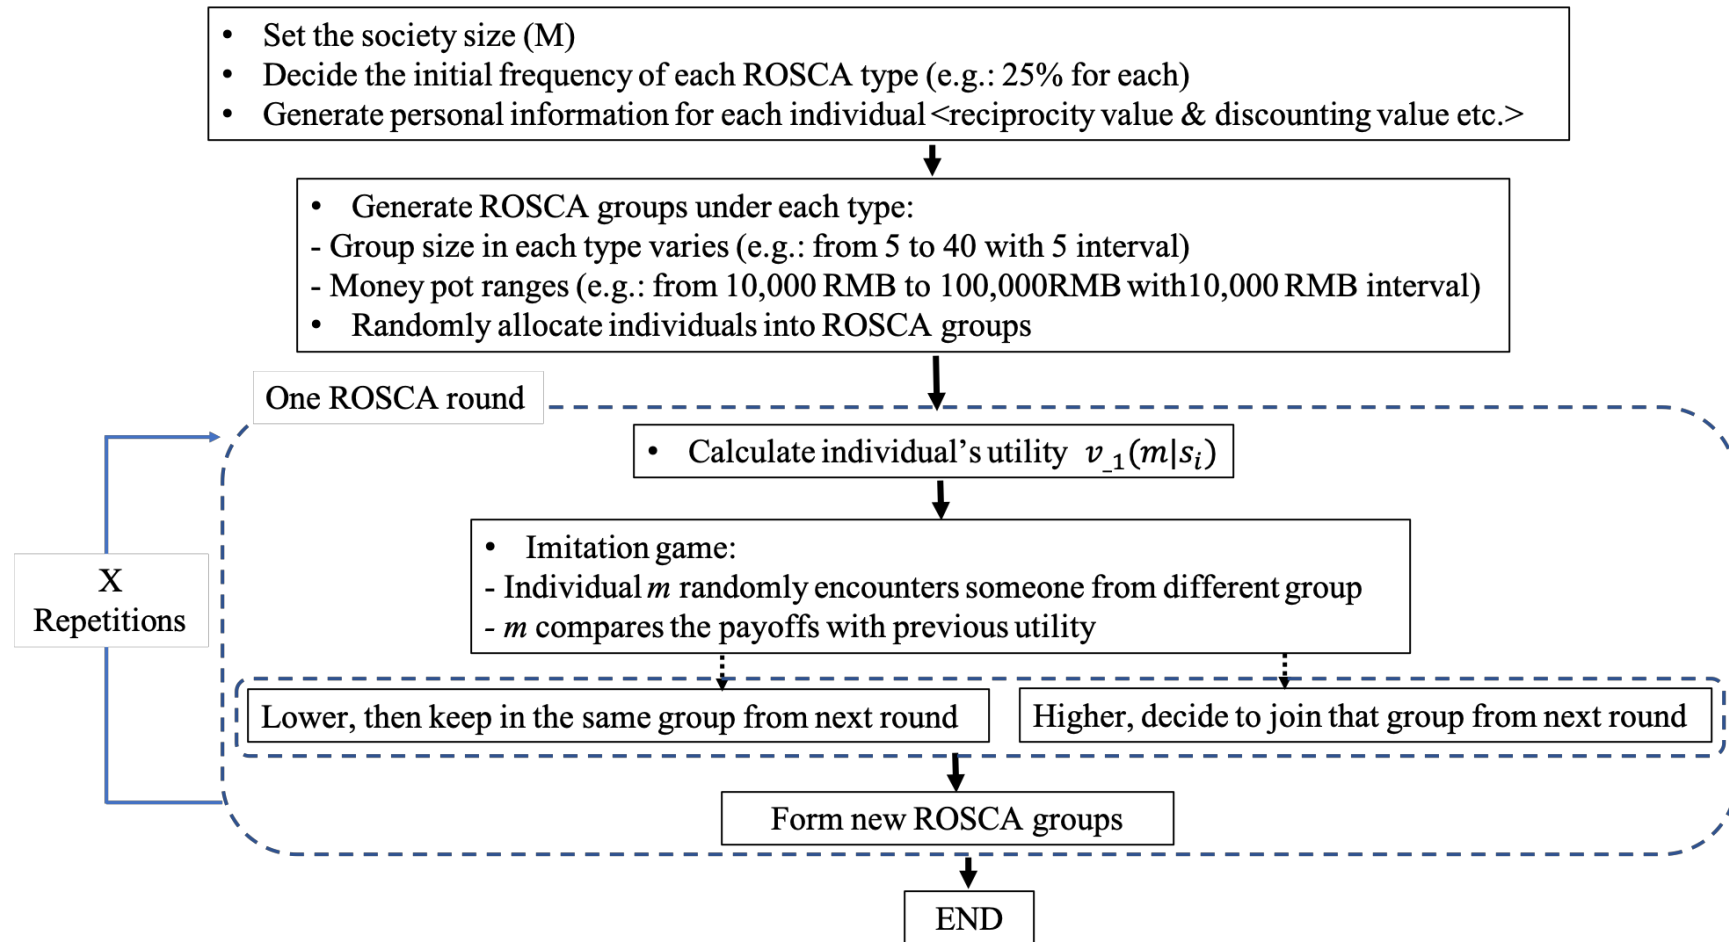 • Set the society size (M)
• Decide the initial frequency of each ROSCA type (e.g.: 25% for each)
• Generate personal information for each individual <reciprocity value & discounting value etc.>
• Generate ROSCA groups under each type:
- Group size in each type varies (e.g.: from 5 to 40 with 5 interval)
- Money pot ranges (e.g.: from 10,000 RMB to 100,000RMB with10,000 RMB interval)
• Randomly allocate individuals into ROSCA groups
One ROSCA round
• Calculate individual’s utility v_1(m|s_i)
• Imitation game:
- Individual m randomly encounters someone from different group
- m compares the payoffs with previous utility
X
Repetitions
Lower, then keep in the same group from next round
Higher, decide to join that group from next round
Form new ROSCA groups
END